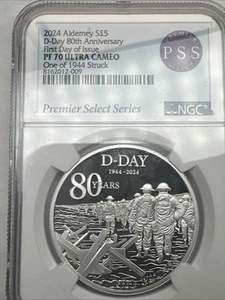 2024 Alderney S£5
D-Day 80th Anniversary
First Day of Issue
PF 70 ULTRA CAMEO
One of 1944 Struck
8162012-009
PREMIER
PSS
Premier Select Series
NGC
D-DAY
1944-2024
80 YEARS